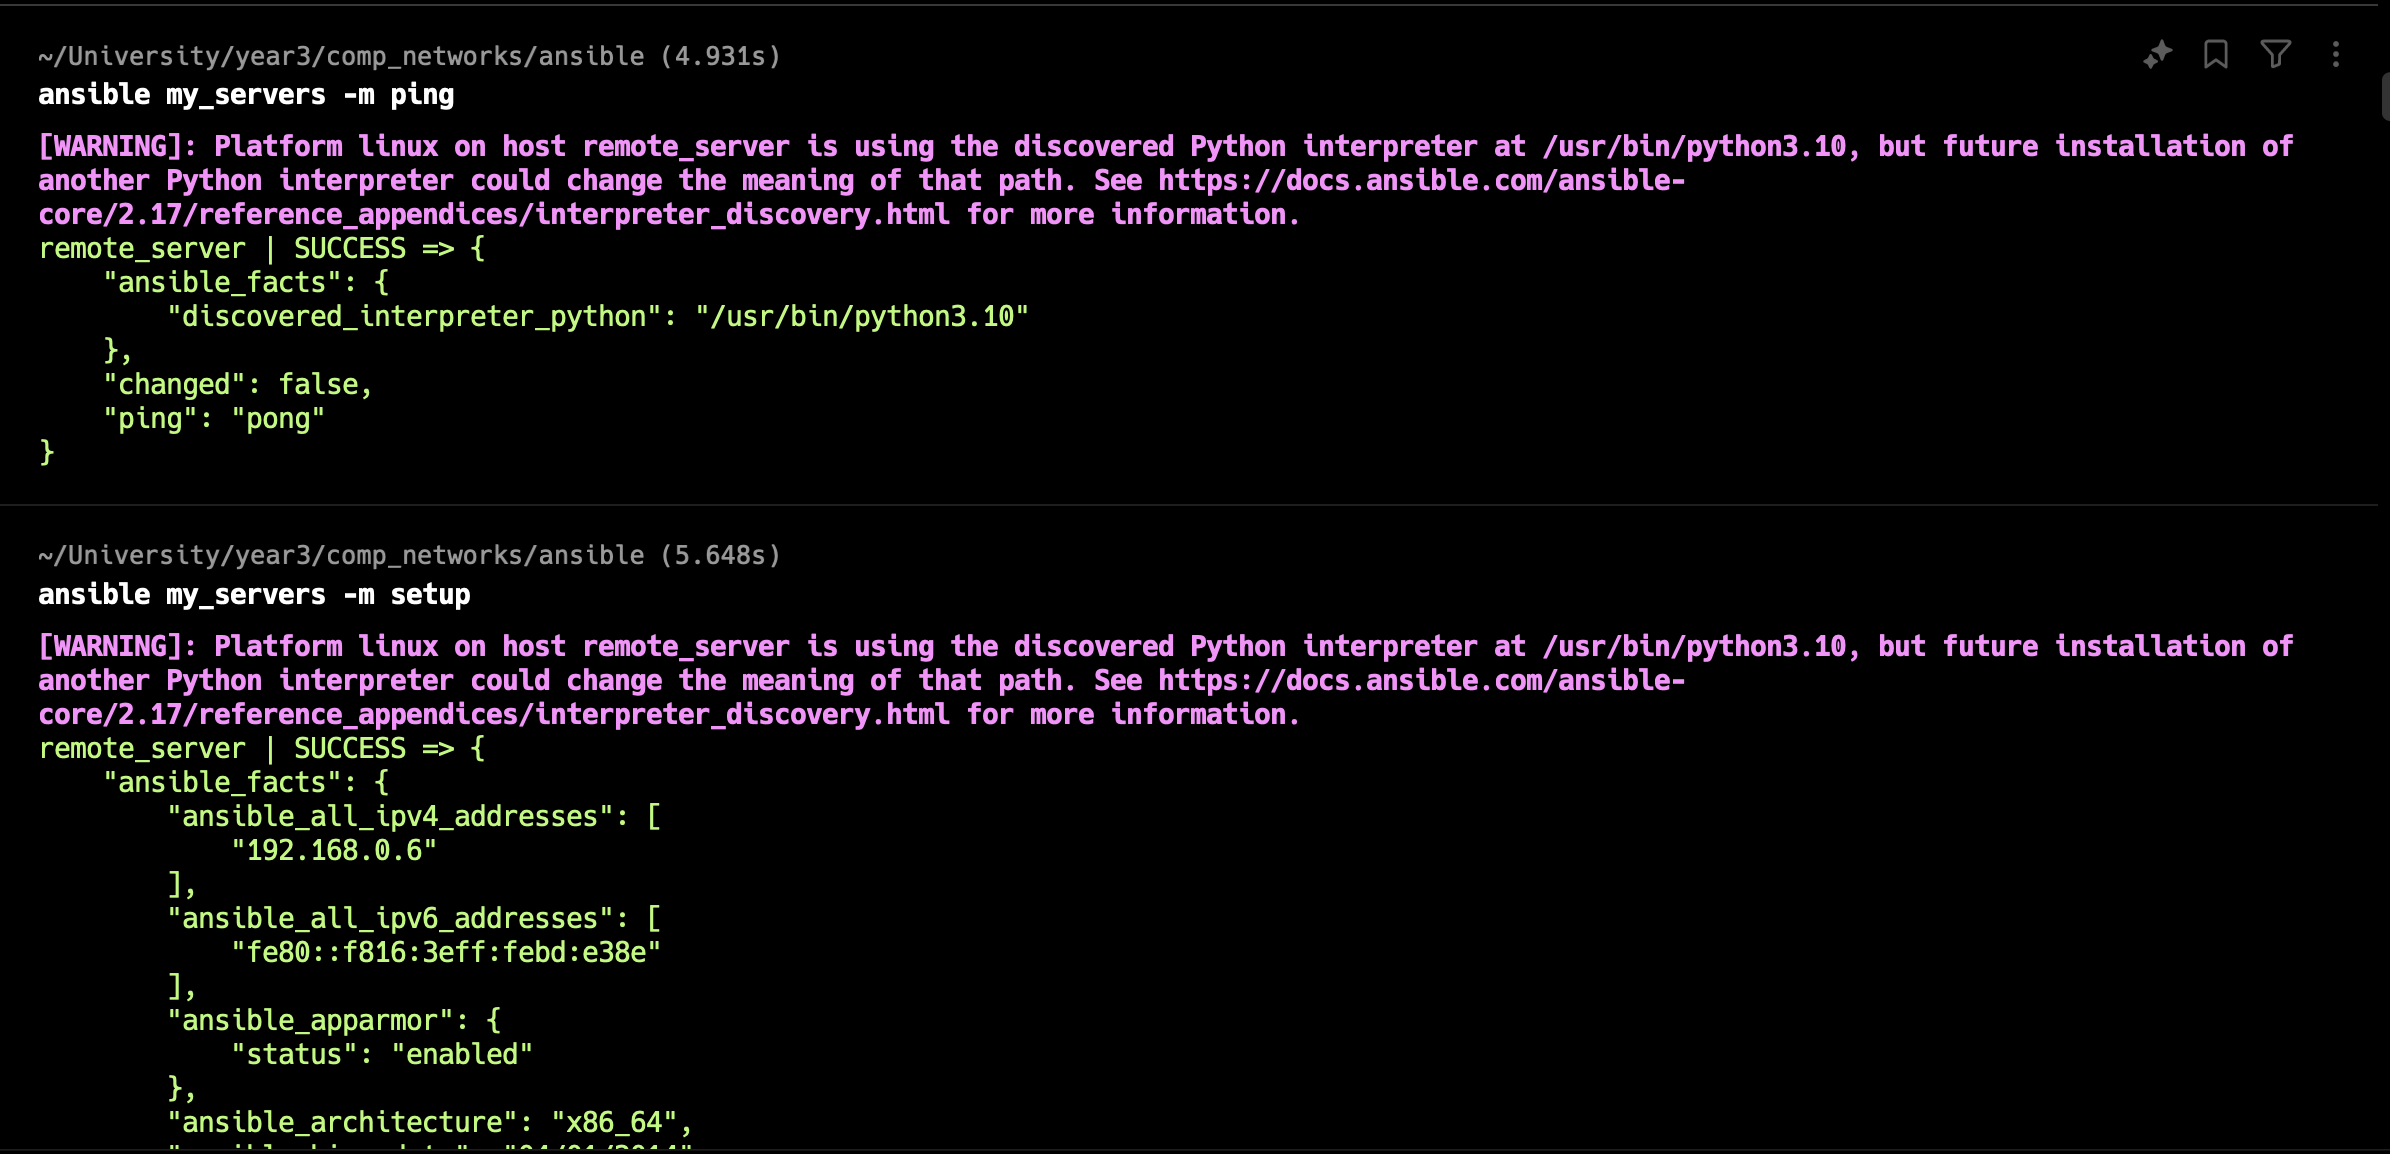 ~/University/year3/comp_networks/ansible (4.931s)
ansible my_servers -m ping
[WARNING]: Platform linux on host remote_server is using the discovered Python interpreter at /usr/bin/python3.10, but future installation of
another Python interpreter could change the meaning of that path. See https://docs.ansible.com/ansible-
core/2.17/reference_appendices/interpreter_discovery.html for more information.
remote_server | SUCCESS => {
    "ansible_facts": {
        "discovered_interpreter_python": "/usr/bin/python3.10"
    },
    "changed": false,
    "ping": "pong"
}
~/University/year3/comp_networks/ansible (5.648s)
ansible my_servers -m setup
[WARNING]: Platform linux on host remote_server is using the discovered Python interpreter at /usr/bin/python3.10, but future installation of
another Python interpreter could change the meaning of that path. See https://docs.ansible.com/ansible-
core/2.17/reference_appendices/interpreter_discovery.html for more information.
remote_server | SUCCESS => {
    "ansible_facts": {
        "ansible_all_ipv4_addresses": [
            "192.168.0.6"
        ],
        "ansible_all_ipv6_addresses": [
            "fe80::f816:3eff:febd:e38e"
        ],
        "ansible_apparmor": {
            "status": "enabled"
        },
        "ansible_architecture": "x86_64",